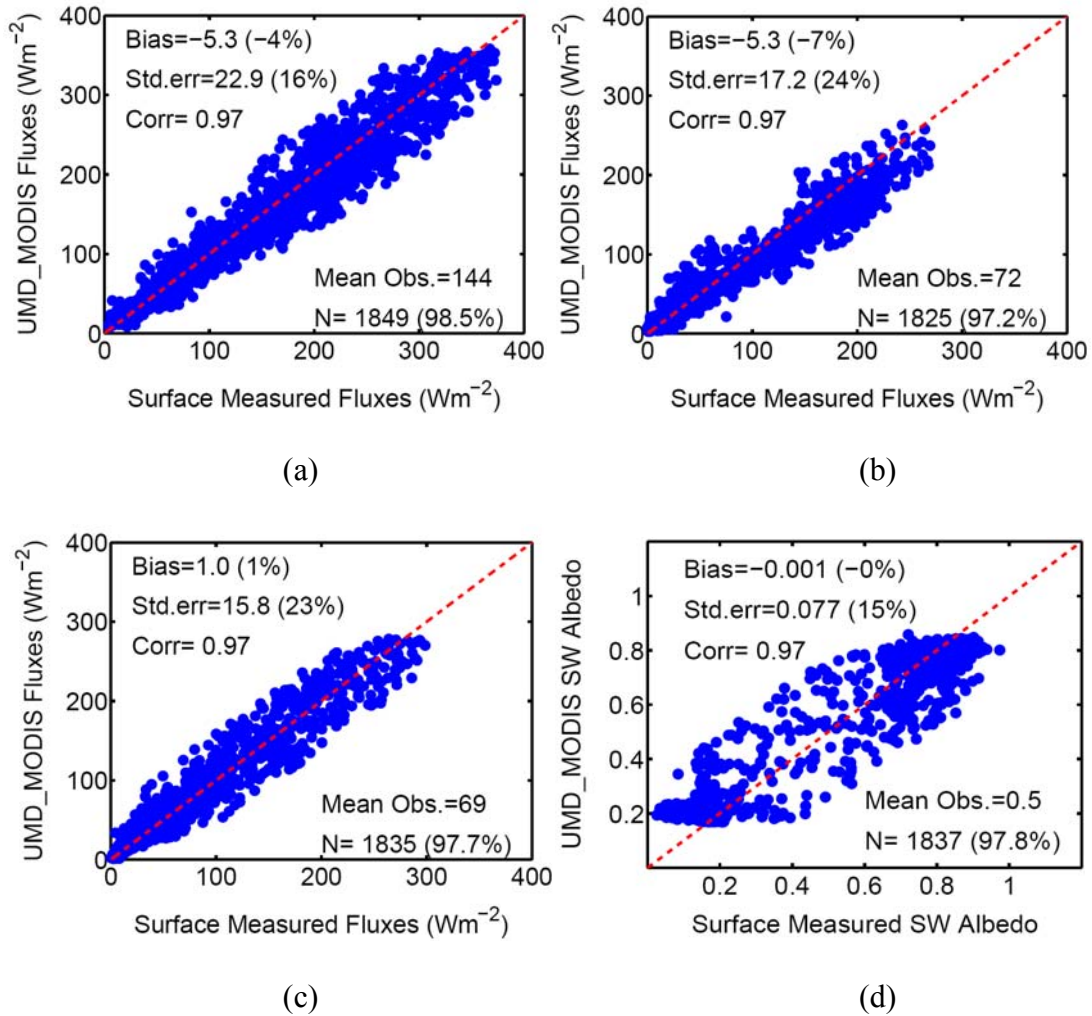 UMD_MODIS Fluxes (Wm−2)
400
300
200
100
0
Bias=−5.3 (−4%)
Std.err=22.9 (16%)
Corr= 0.97
Mean Obs.=144
N= 1849 (98.5%)
0 100 200 300 400
Surface Measured Fluxes (Wm−2)
(a)
UMD_MODIS Fluxes (Wm−2)
400
300
200
100
0
Bias=−5.3 (−7%)
Std.err=17.2 (24%)
Corr= 0.97
Mean Obs.=72
N= 1825 (97.2%)
0 100 200 300 400
Surface Measured Fluxes (Wm−2)
(b)
UMD_MODIS Fluxes (Wm−2)
400
300
200
100
0
Bias=1.0 (1%)
Std.err=15.8 (23%)
Corr= 0.97
Mean Obs.=69
N= 1835 (97.7%)
0 100 200 300 400
Surface Measured Fluxes (Wm−2)
(c)
UMD_MODIS SW Albedo
1
0.8
0.6
0.4
0.2
Bias=−0.001 (−0%)
Std.err=0.077 (15%)
Corr= 0.97
Mean Obs.=0.5
N= 1837 (97.8%)
0.2 0.4 0.6 0.8 1
Surface Measured SW Albedo
(d)